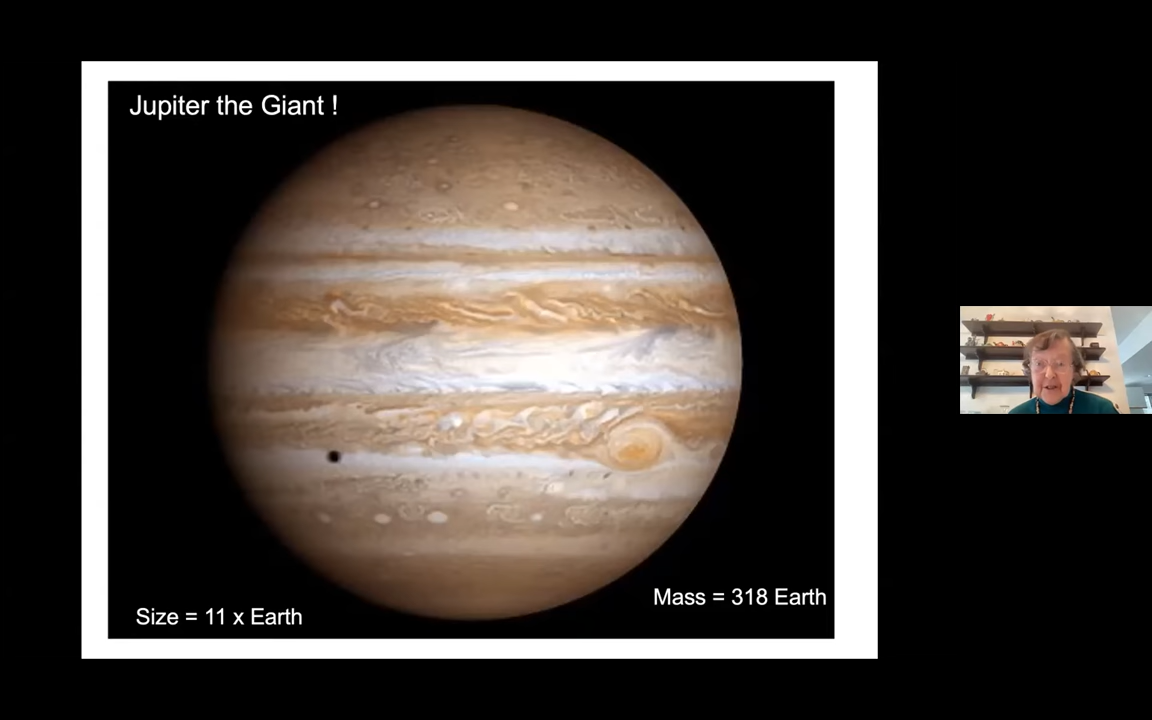 Jupiter the Giant !
Size = 11 x Earth
Mass = 318 Earth